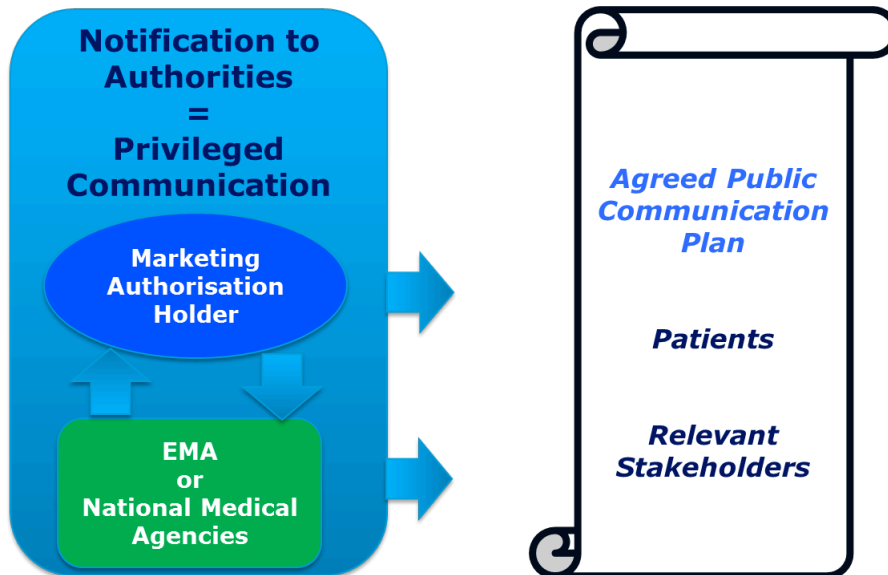 Notification to
Authorities
=
Privileged
Communication
Marketing
Authorisation
Holder
EMA
or
National Medical
Agencies
Agreed Public
Communication
Plan
Patients
Relevant
Stakeholders